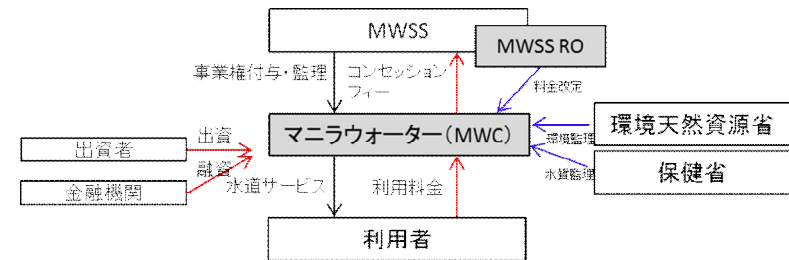 MWSS
MWSS RO
事業権付与・監理
コンセッション
フィー
料金改定
マニラウォーター（MWC）
環境天然資源省
環境監理
出資者
出資
融資
水質監理
保健省
金融機関
水道サービス
利用料金
利用者